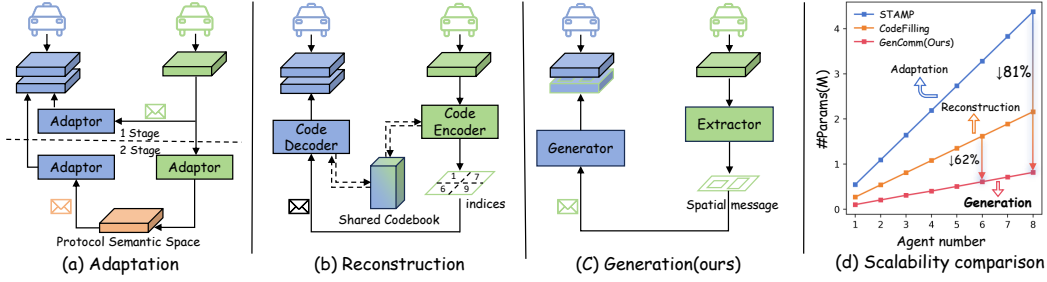 Adaptor
1 Stage
2 Stage
Adaptor
Adaptor
Protocol Semantic Space
(a) Adaptation
Code
Decoder
Code
Encoder
1 7
6 9
indices
Shared Codebook
(b) Reconstruction
Generator
Extractor
Spatial message
(C) Generation(ours)
STAMP
CodeFilling
GenComm(Ours)
#Params(M)
4
3
2
1
0
Adaptation
↓81%
Reconstruction
↓62%
Generation
1 2 3 4 5 6 7 8
Agent number
(d) Scalability comparison